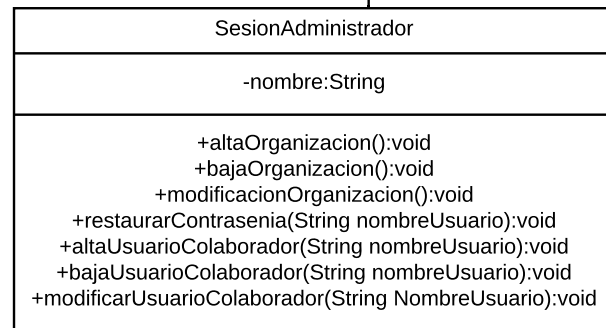 SesionAdministrador
-nombre:String
+altaOrganizacion():void
+bajaOrganizacion():void
+modificacionOrganizacion():void
+restaurarContrasenia(String nombreUsuario):void
+altaUsuarioColaborador(String nombreUsuario):void
+bajaUsuarioColaborador(String nombreUsuario):void
+modificarUsuarioColaborador(String NombreUsuario):void